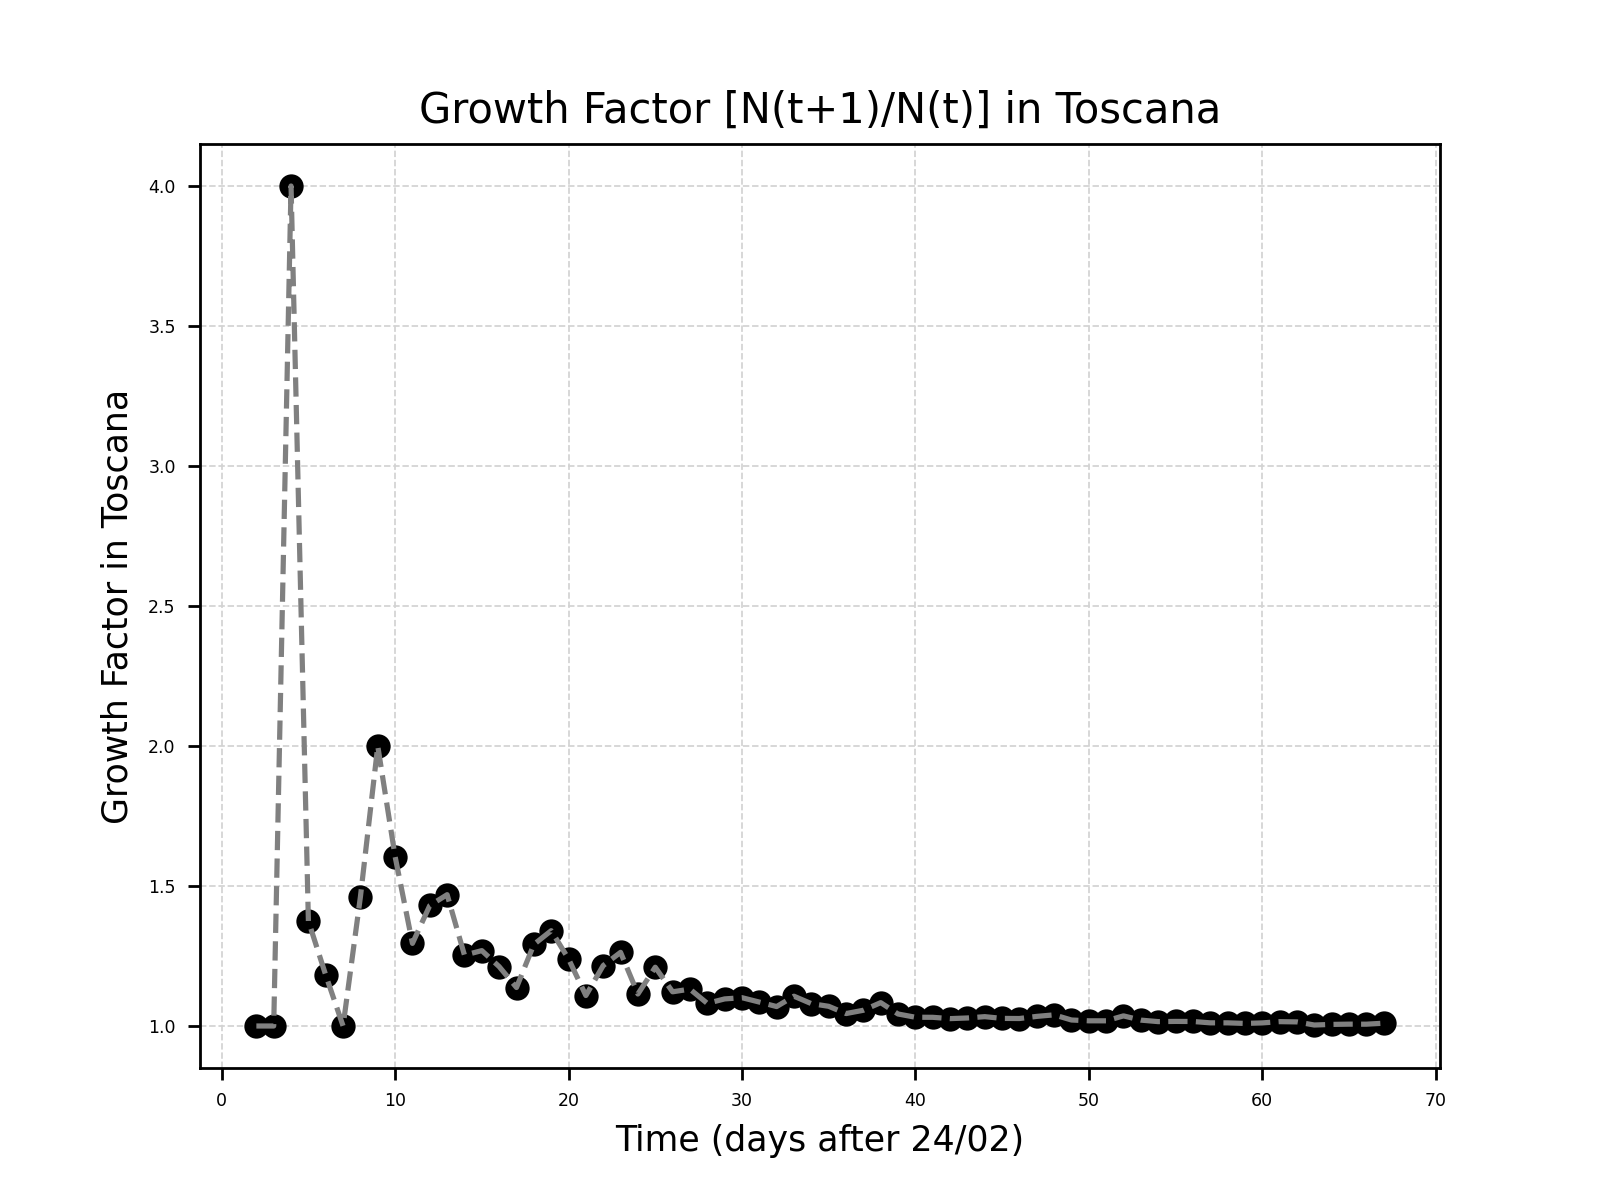 Growth Factor [N(t+1)/N(t)] in Toscana
Growth Factor in Toscana
4.0
3.5
3.0
2.5
2.0
1.5
1.0
0 10 20 30 40 50 60 70
Time (days after 24/02)